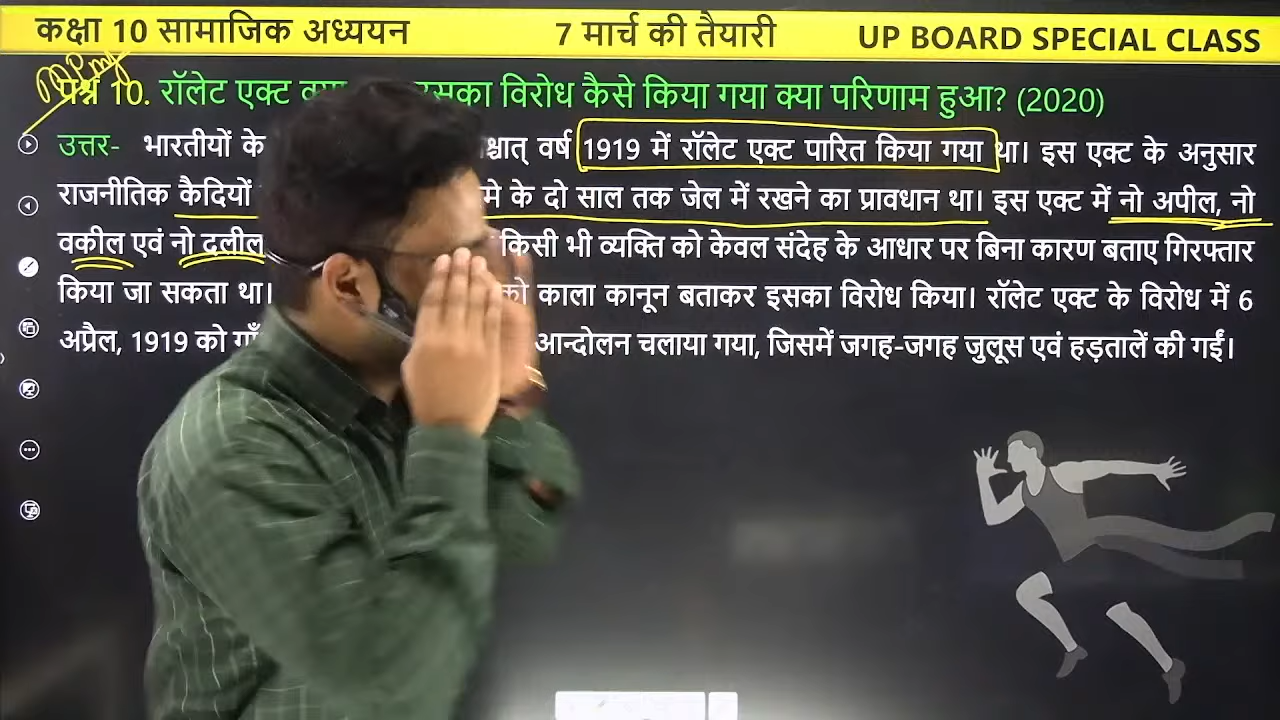 कक्षा 10 सामाजिक अध्ययन 7 मार्च की तैयारी UP BOARD SPECIAL CLASS
प्रश्न 10. रॉलेट एक्ट विरोध कैसे किया गया क्या परिणाम हुआ? (2020)
उत्तर- भारतीयों के वर्ष 1919 में रॉलेट एक्ट पारित किया गया था। इस एक्ट के अनुसार
राजनीतिक कैदियों के दो साल तक जेल में रखने का प्रावधान था। इस एक्ट में नो अपील, नो
वकील एवं नो दलील किसी भी व्यक्ति को केवल संदेह के आधार पर बिना कारण बताए गिरफ्तार
किया जा सकता था। को काला कानून बताकर इसका विरोध किया। रॉलेट एक्ट के विरोध में 6
अप्रैल, 1919 को आन्दोलन चलाया गया, जिसमें जगह-जगह जुलूस एवं हड़तालें की गईं।